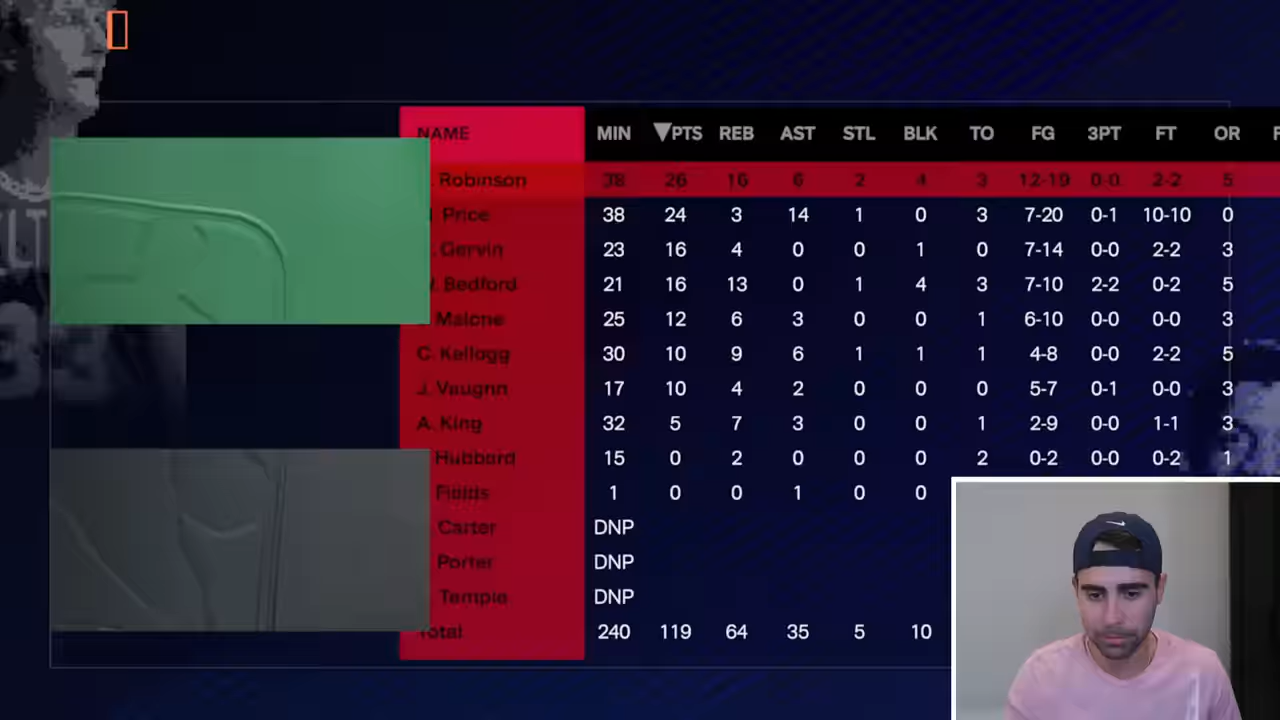 NAME MIN ▼PTS REB AST STL BLK TO FG 3PT FT OR
. Robinson 38 26 16 6 2 4 3 12-19 0-0 2-2 5
Price 38 24 3 14 1 0 3 7-20 0-1 10-10 0
. Gervin 23 16 4 0 0 1 0 7-14 0-0 2-2 3
. Bedford 21 16 13 0 1 4 3 7-10 2-2 0-2 5
Malone 25 12 6 3 0 0 1 6-10 0-0 0-0 3
C. Kellogg 30 10 9 6 1 1 1 4-8 0-0 2-2 5
J. Vaughn 17 10 4 2 0 0 0 5-7 0-1 0-0 3
A. King 32 5 7 3 0 0 1 2-9 0-0 1-1 3
Hubbard 15 0 2 0 0 0 2 0-2 0-0 0-2 1
Fields 1 0 0 1 0 0
Carter DNP
Porter DNP
Temple DNP
Total 240 119 64 35 5 10
33